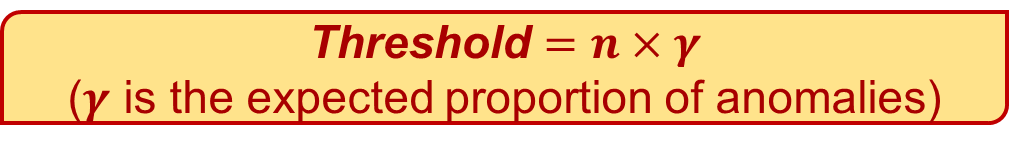 Threshold = n × γ
(γ is the expected proportion of anomalies)